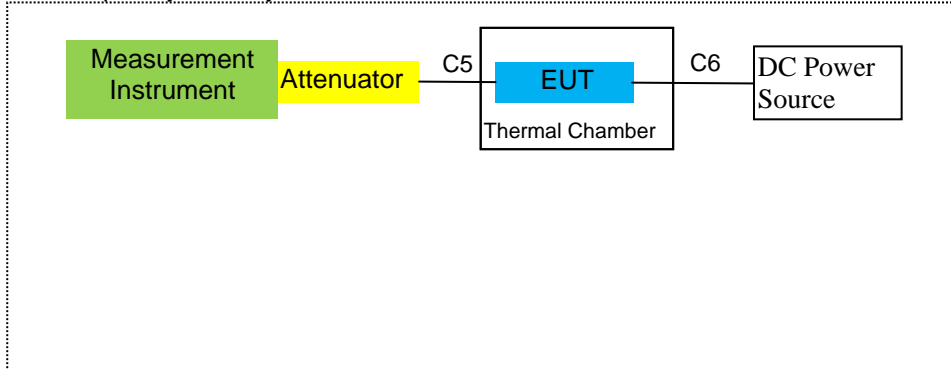 Measurement
Instrument
Attenuator
C5
EUT
Thermal Chamber
C6
DC Power
Source